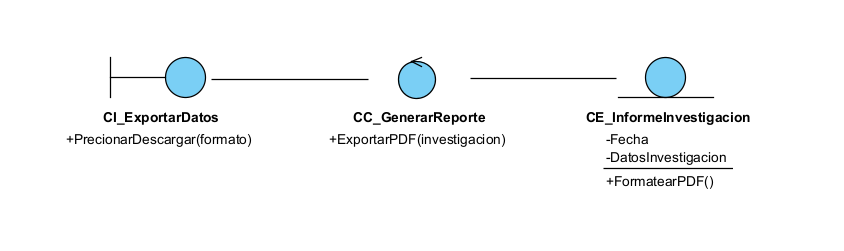 CI_ExportarDatos
+PrecionarDescargar(formato)
CC_GenerarReporte
+ExportarPDF(investigacion)
CE_InformeInvestigacion
-Fecha
-DatosInvestigacion
+FormatearPDF()